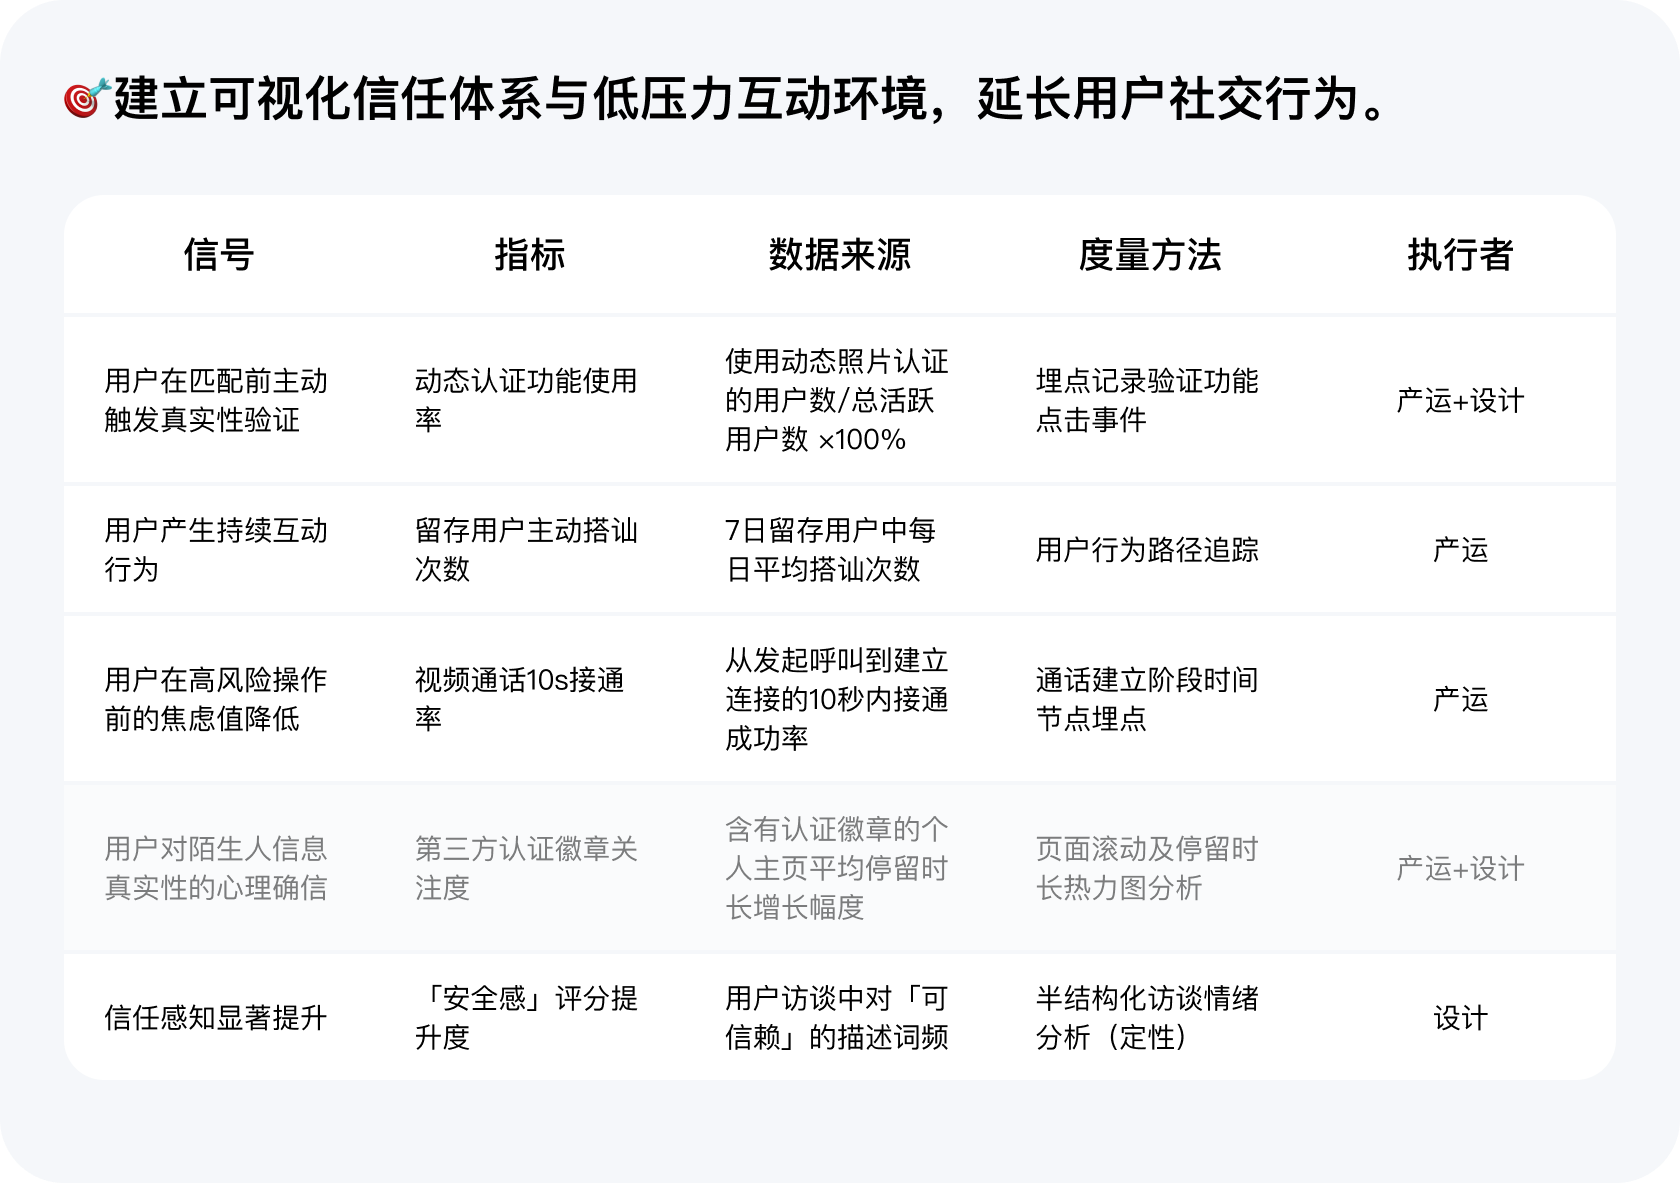 🎯建立可视化信任体系与低压力互动环境，延长用户社交行为。
信号 指标 数据来源 度量方法 执行者
用户在匹配前主动
触发真实性验证
动态认证功能使用
率
使用动态照片认证
的用户数/总活跃
用户数 ×100%
埋点记录验证功能
点击事件
产运+设计
用户产生持续互动
行为
留存用户主动搭讪
次数
7日留存用户中每
日平均搭讪次数
用户行为路径追踪
产运
用户在高风险操作
前的焦虑值降低
视频通话10s接通
率
从发起呼叫到建立
连接的10秒内接通
成功率
通话建立阶段时间
节点埋点
产运
用户对陌生人信息
真实性的心理确信
第三方认证徽章关
注度
含有认证徽章的个
人主页平均停留时
长增长幅度
页面滚动及停留时
长热力图分析
产运+设计
信任感知显著提升
「安全感」评分提
升度
用户访谈中对「可
信赖」的描述词频
半结构化访谈情绪
分析（定性）
设计